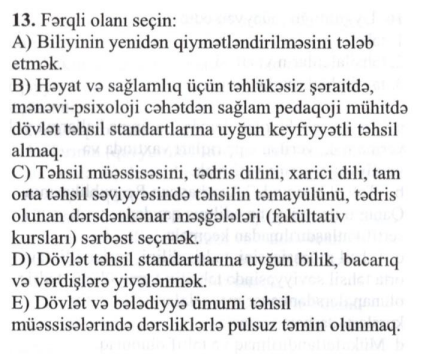 13. Fərqli olanı seçin:
A) Biliyinin yenidən qiymətləndirilməsini tələb
etmək.
B) Həyat və sağlamlıq üçün təhlükəsiz şəraitdə,
mənəvi-psixoloji cəhətdən sağlam pedaqoji mühitdə
dövlət təhsil standartlarına uyğun keyfiyyətli təhsil
almaq.
C) Təhsil müəssisəsini, tədris dilini, xarici dili, tam
orta təhsil səviyyəsində təhsilin təmayülünü, tədris
olunan dərsdənkənar məşğələləri (fakültativ
kursları) sərbəst seçmək.
D) Dövlət təhsil standartlarına uyğun bilik, bacarıq
və vərdişlərə yiyələnmək.
E) Dövlət və bələdiyyə ümumi təhsil
müəssisələrində dərsliklərlə pulsuz təmin olunmaq.